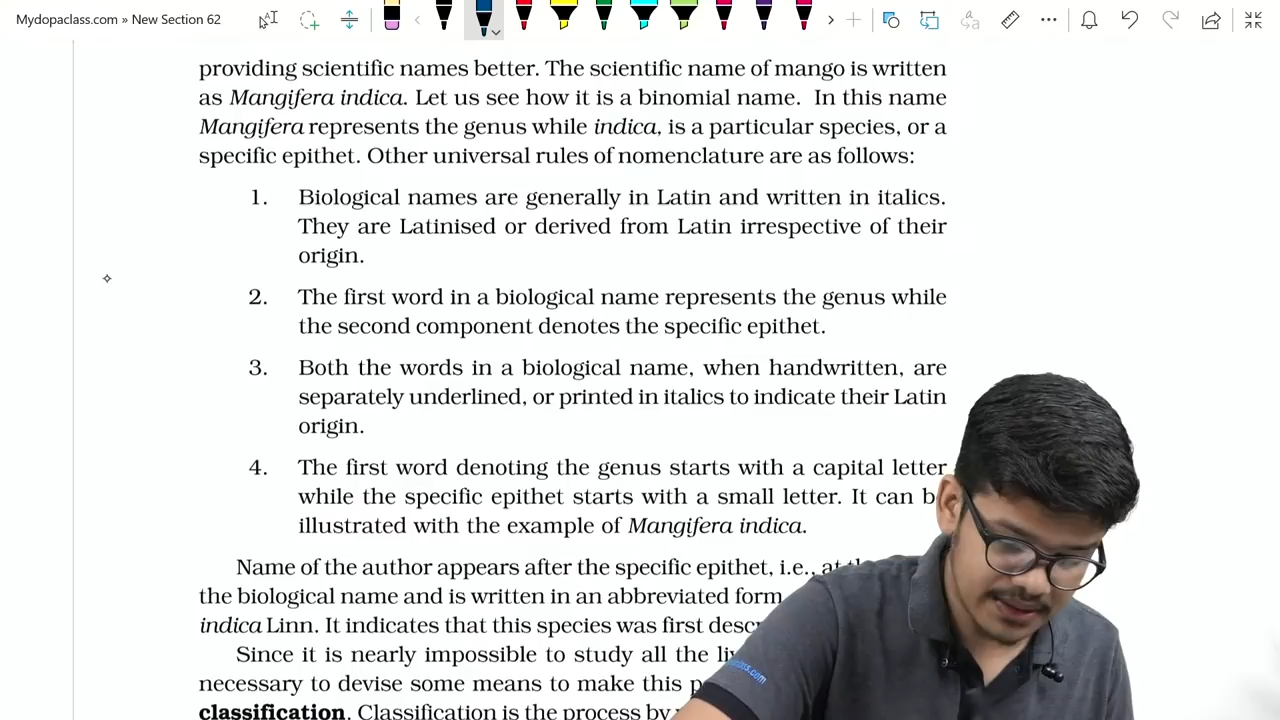 Mydopaclass.com » New Section 62
providing scientific names better. The scientific name of mango is written
as Mangifera indica. Let us see how it is a binomial name. In this name
Mangifera represents the genus while indica, is a particular species, or a
specific epithet. Other universal rules of nomenclature are as follows:
1. Biological names are generally in Latin and written in italics.
They are Latinised or derived from Latin irrespective of their
origin.
2. The first word in a biological name represents the genus while
the second component denotes the specific epithet.
3. Both the words in a biological name, when handwritten, are
separately underlined, or printed in italics to indicate their Latin
origin.
4. The first word denoting the genus starts with a capital letter
while the specific epithet starts with a small letter. It can
illustrated with the example of Mangifera indica.
Name of the author appears after the specific epithet, i.e., at
the biological name and is written in an abbreviated form
indica Linn. It indicates that this species was first
Since it is nearly impossible to study all the
necessary to devise some means to make this
classification. Classification is the process by